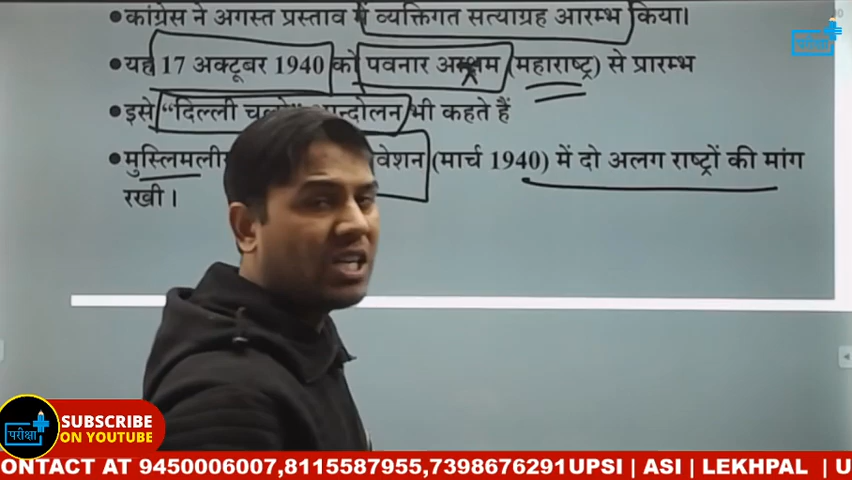 कांग्रेस ने अगस्त प्रस्ताव में व्यक्तिगत सत्याग्रह आरम्भ किया।
परीक्षा
यह 17 अक्टूबर 1940 को पवनार आश्रम (महाराष्ट्र) से प्रारम्भ
इसे "दिल्ली चलो" आन्दोलन भी कहते हैं
मुस्लिमली वेशन (मार्च 1940) में दो अलग राष्ट्रों की मांग
रखी।
परीक्षा
SUBSCRIBE
ON YOUTUBE
ONTACT AT 9450006007,8115587955,7398676291UPSI | ASI | LEKHPAL | U